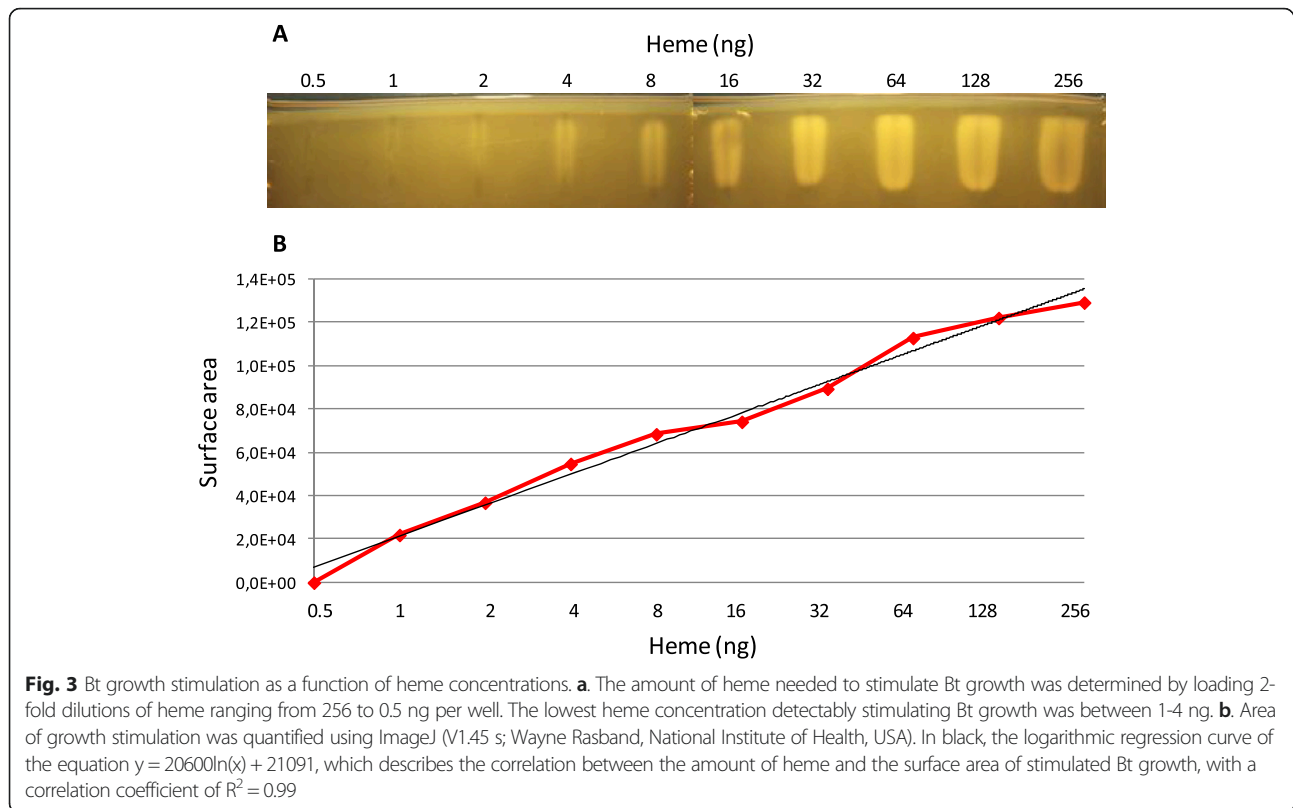 A
Heme (ng)
0.5 1 2 4 8 16 32 64 128 256
B
1,4E+05
1,2E+05
1,0E+05
8,0E+04
6,0E+04
4,0E+04
2,0E+04
0,0E+00
Surface area
0.5 1 2 4 8 16 32 64 128 256
Heme (ng)
Fig. 3 Bt growth stimulation as a function of heme concentrations. a. The amount of heme needed to stimulate Bt growth was determined by loading 2-
fold dilutions of heme ranging from 256 to 0.5 ng per well. The lowest heme concentration detectably stimulating Bt growth was between 1-4 ng. b. Area
of growth stimulation was quantified using ImageJ (V1.45 s; Wayne Rasband, National Institute of Health, USA). In black, the logarithmic regression curve of
the equation y = 20600ln(x) + 21091, which describes the correlation between the amount of heme and the surface area of stimulated Bt growth, with a
correlation coefficient of R² = 0.99